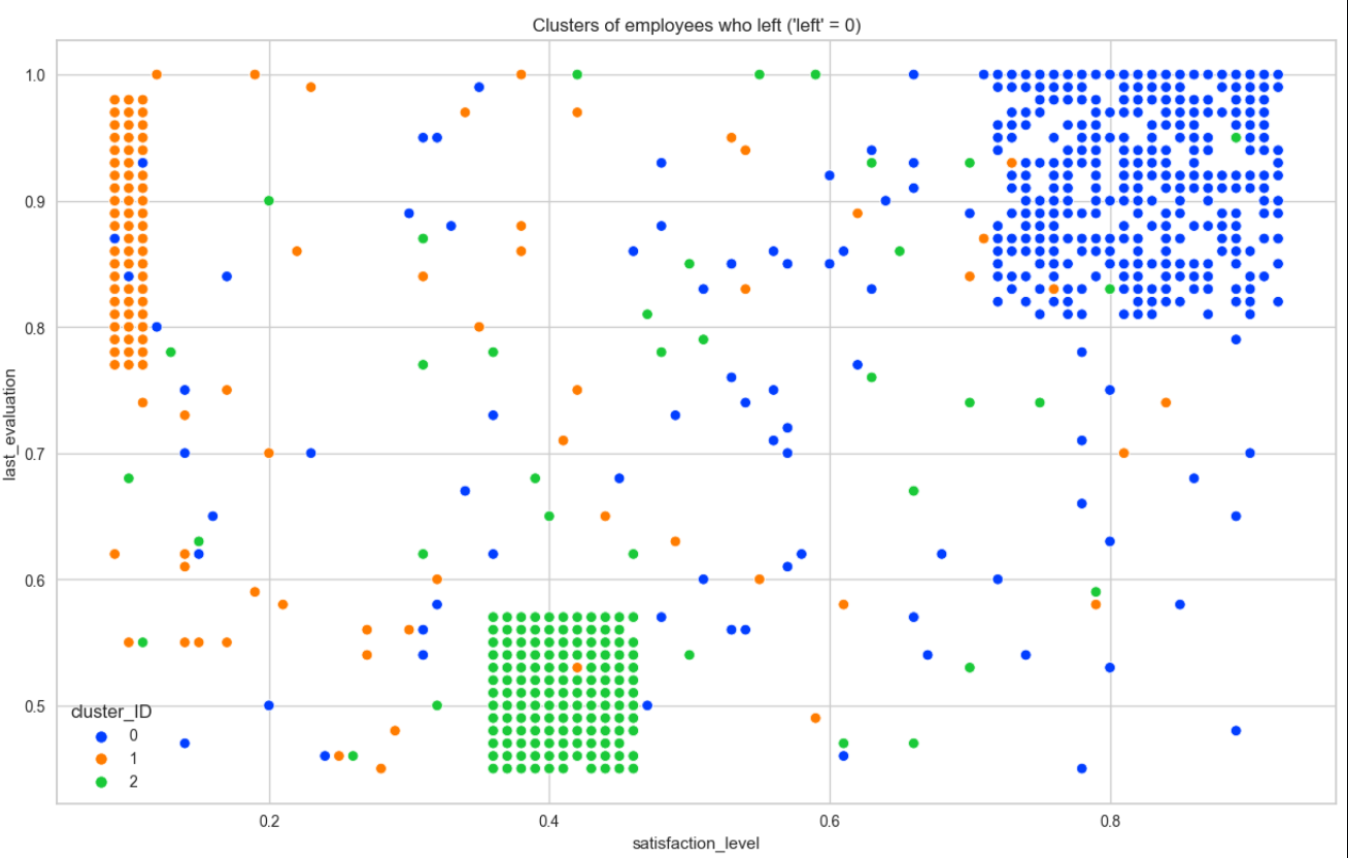 Clusters of employees who left ('left' = 0)
1.0
0.9
0.8
0.7
0.6
0.5
last_evaluation
cluster_ID
0
1
2
0.2 0.4 0.6 0.8
satisfaction_level